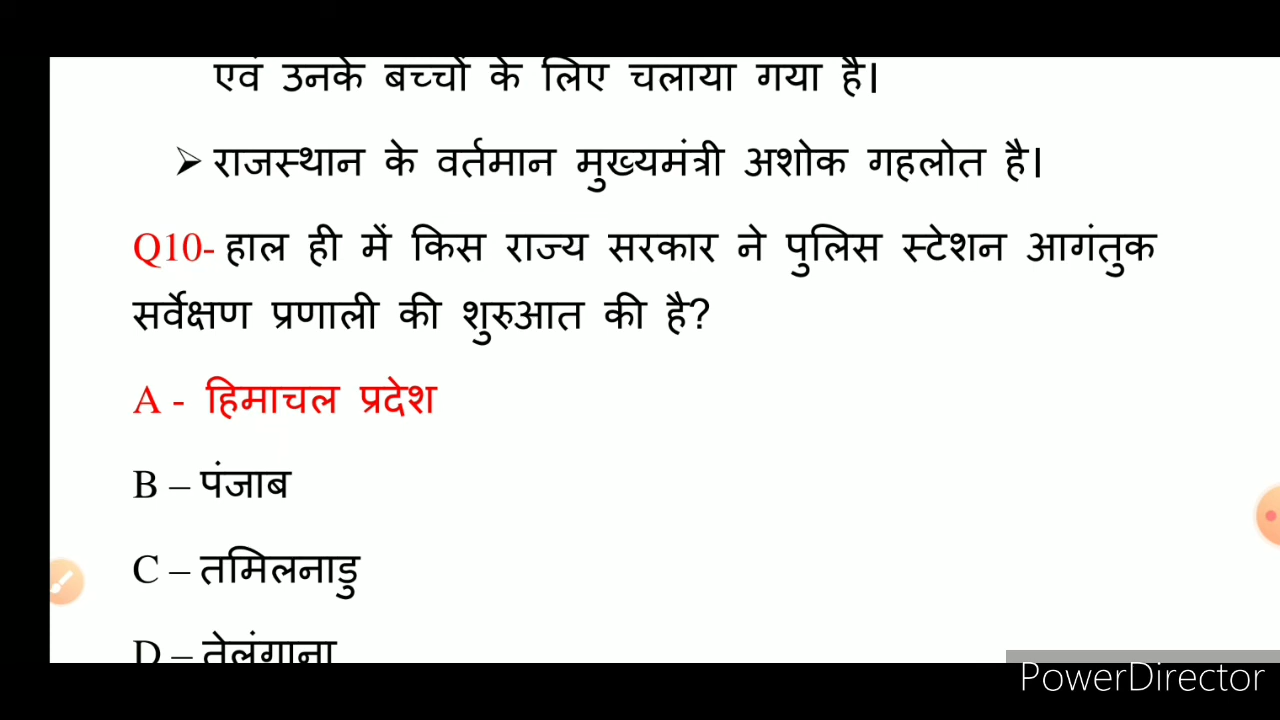 एवं उनके बच्चों के लिए चलाया गया है।
➢ राजस्थान के वर्तमान मुख्यमंत्री अशोक गहलोत है।
Q10- हाल ही में किस राज्य सरकार ने पुलिस स्टेशन आगंतुक
सर्वेक्षण प्रणाली की शुरुआत की है?
A - हिमाचल प्रदेश
B – पंजाब
C – तमिलनाडु
D – तेलंगाना
PowerDirector